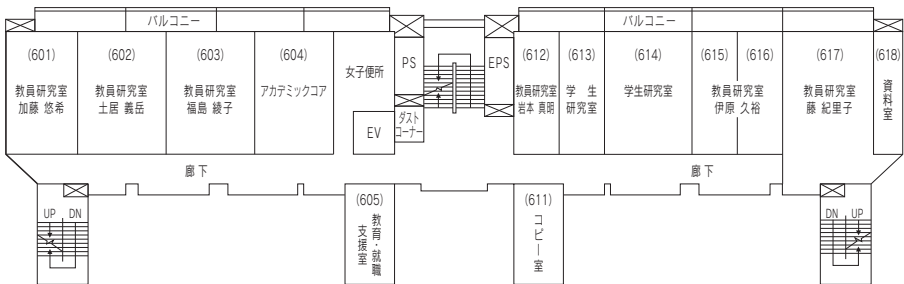 バルコニー
バルコニー
(601)
教員研究室
加藤 悠希
(602)
教員研究室
土居 義岳
(603)
教員研究室
福島 綾子
(604)
アカデミックコア
女子便所
EV
PS
ダスト
コーナー
EPS
(612)
教員研究室
岩本 真明
(613)
学 生
研究室
(614)
学生研究室
(615)
(616)
教員研究室
伊原 久裕
(617)
教員研究室
藤 紀里子
(618)
資料室
廊 下
廊 下
UP
DN
(605)
教育・就職
支援室
(611)
コピー室
DN
UP